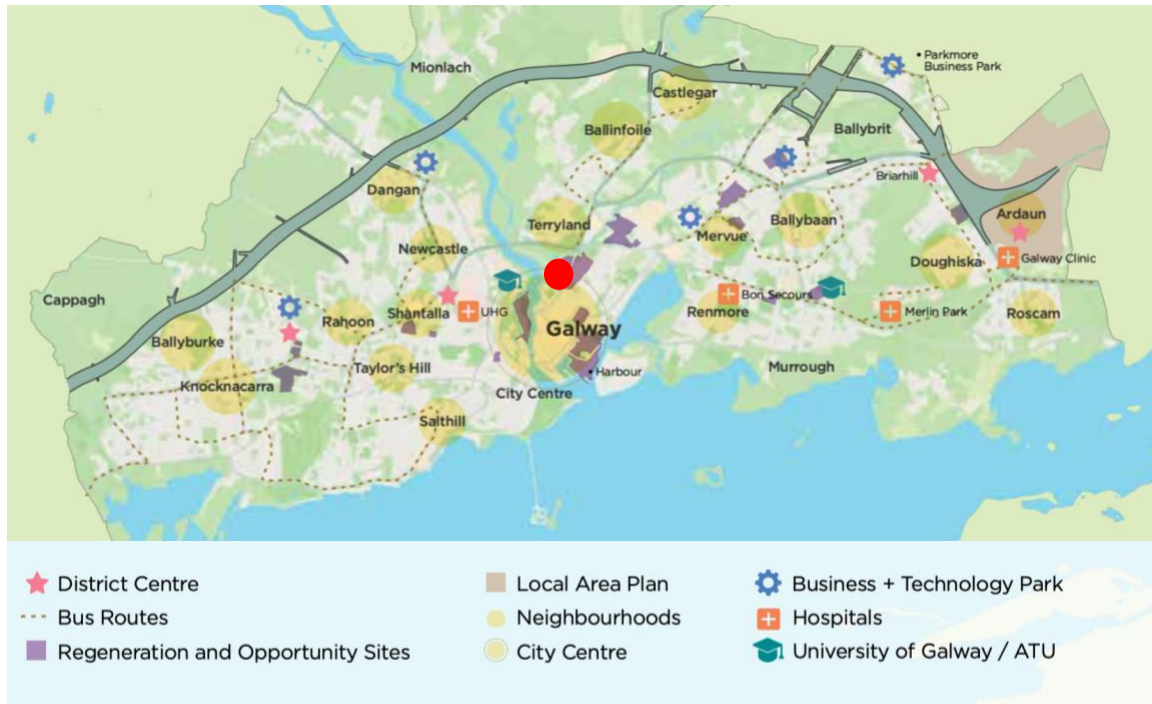 Mionlach
• Parkmore
Business Park
Castlegar
Ballinfoile
Ballybrit
Briarhill
Dangan
Terryland
Mervue
Ballybaan
Ardaun
Newcastle
Doughiska
Galway Clinic
Cappagh
Rahoon
Shantalla
UHG
Galway
Renmore
Bon Secours
Merlin Park
Roscam
Ballyburke
Knocknacarra
Taylor's Hill
• Harbour
Murrough
City Centre
Salthill
District Centre
Bus Routes
Regeneration and Opportunity Sites
Local Area Plan
Neighbourhoods
City Centre
Business + Technology Park
Hospitals
University of Galway / ATU